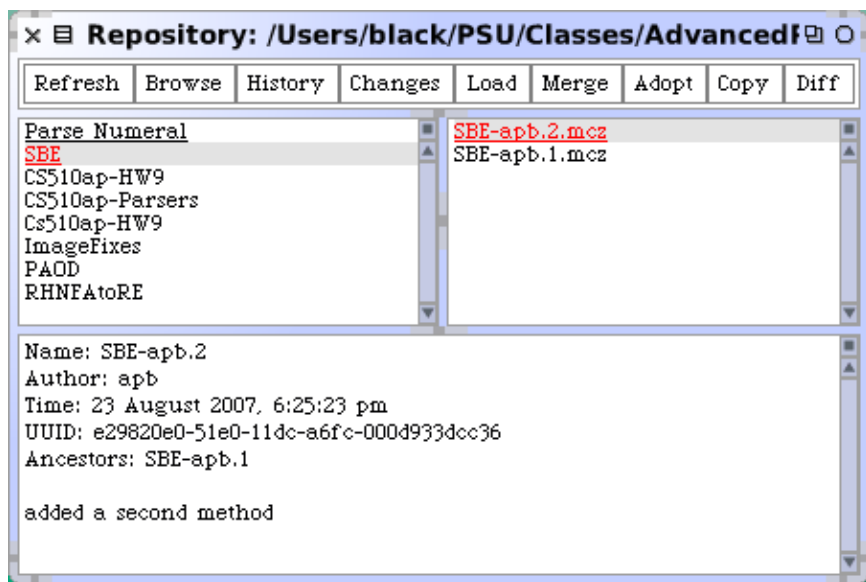 Repository: /Users/black/PSU/Classes/AdvancedP
Refresh Browse History Changes Load Merge Adopt Copy Diff
Parse Numeral
SBE
CS510ap-HW9
CS510ap-Parsers
Cs510ap-HW9
ImageFixes
PAOD
RHNFAtoRE
SBE-apb.2.mcz
SBE-apb.1.mcz
Name: SBE-apb.2
Author: apb
Time: 23 August 2007, 6:25:23 pm
UUID: e29820e0-51e0-11dc-a6fc-000d933dcc36
Ancestors: SBE-apb.1
added a second method